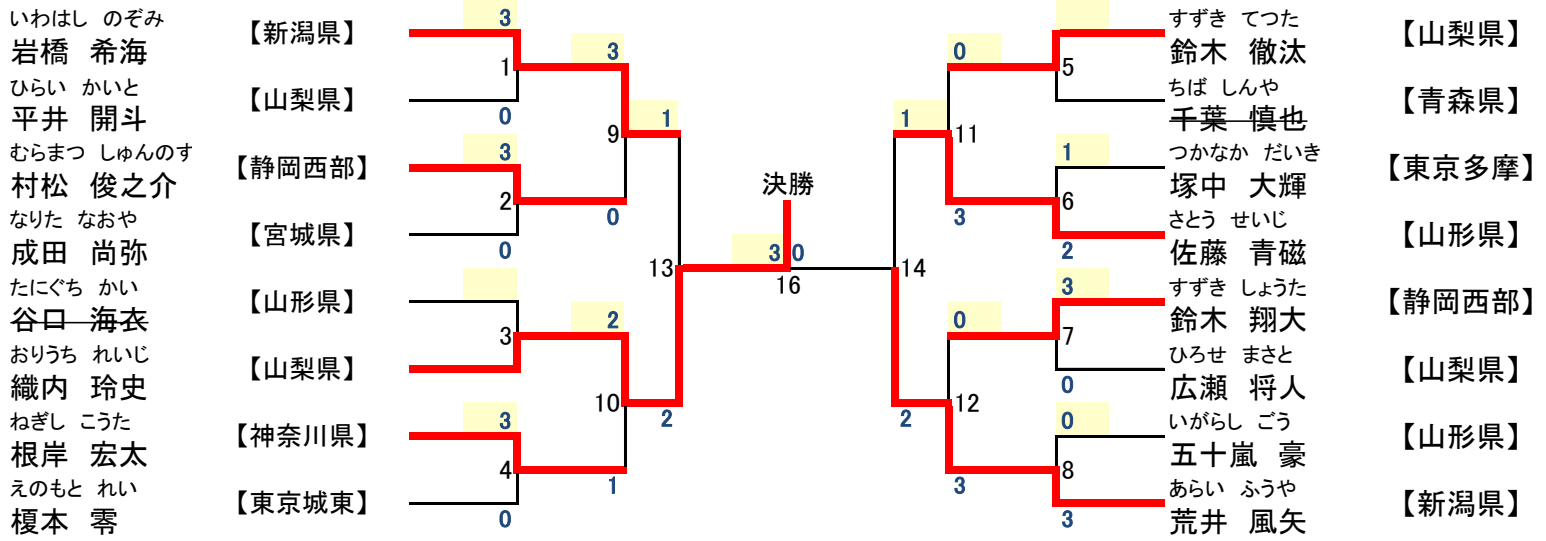 いわはし のぞみ
岩橋 希海
【新潟県】
3
1
ひらい かいと
平井 開斗
【山梨県】
0
むらまつ しゅんのす
村松 俊之介
【静岡西部】
3
2
なりた なおや
成田 尚弥
【宮城県】
0
たにぐち かい
谷口 海衣
【山形県】
3
おりうち れいじ
織内 玲史
【山梨県】
ねぎし こうた
根岸 宏太
【神奈川県】
3
4
えのもと れい
榎本 零
【東京城東】
0
3
9
0
2
10
1
1
13
2
決勝
3 0
16
1
14
2
0
11
3
0
12
3
すずき てつた
鈴木 徹汰
【山梨県】
5
ちば しんや
千葉 慎也
【青森県】
1
つかなか だいき
塚中 大輝
【東京多摩】
6
さとう せいじ
佐藤 青磁
【山形県】
2
3
すずき しょうた
鈴木 翔大
【静岡西部】
7
ひろせ まさと
広瀬 将人
【山梨県】
0
0
いがらし ごう
五十嵐 豪
【山形県】
8
あらい ふうや
荒井 風矢
【新潟県】
3